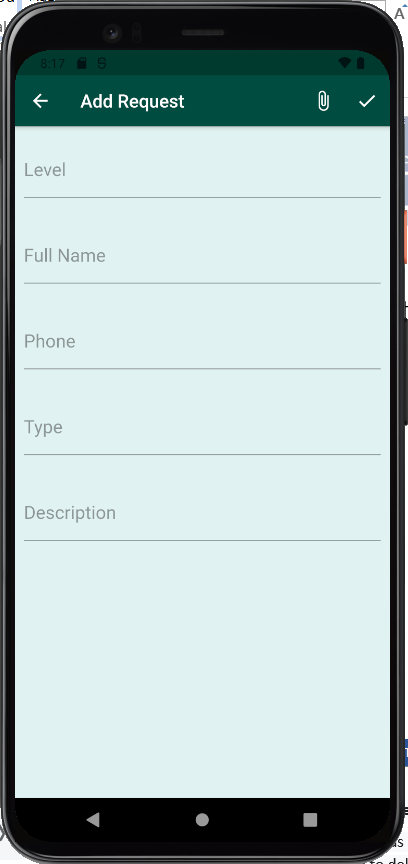 8:17
Add Request
Level
Full Name
Phone
Type
Description